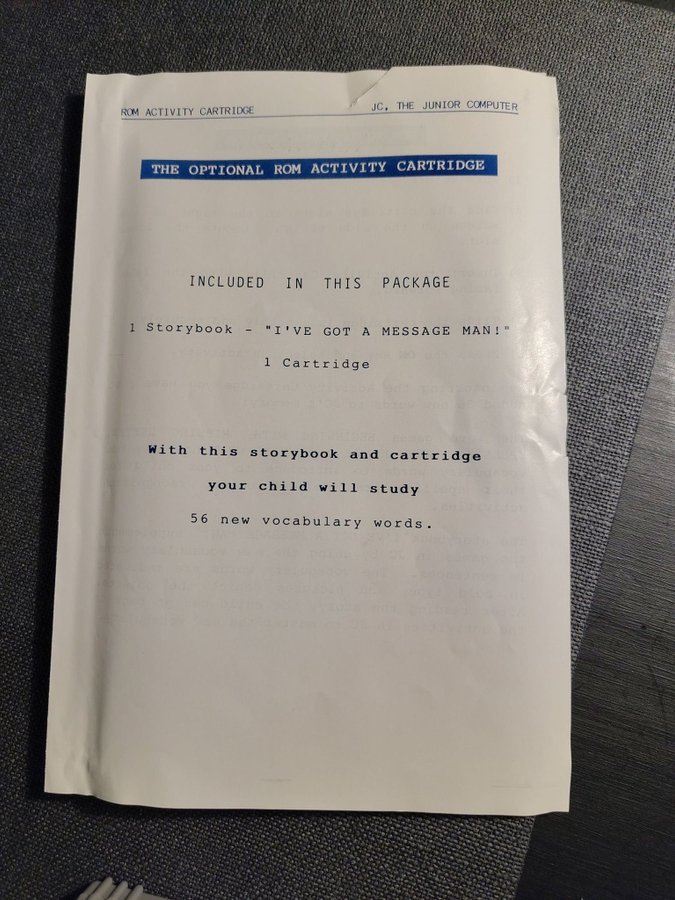 ROM ACTIVITY CARTRIDGE
JC, THE JUNIOR COMPUTER
THE OPTIONAL ROM ACTIVITY CARTRIDGE
INCLUDED IN THIS PACKAGE
1 Storybook - "I'VE GOT A MESSAGE MAN!"
1 Cartridge
With this storybook and cartridge
your child will study
56 new vocabulary words.